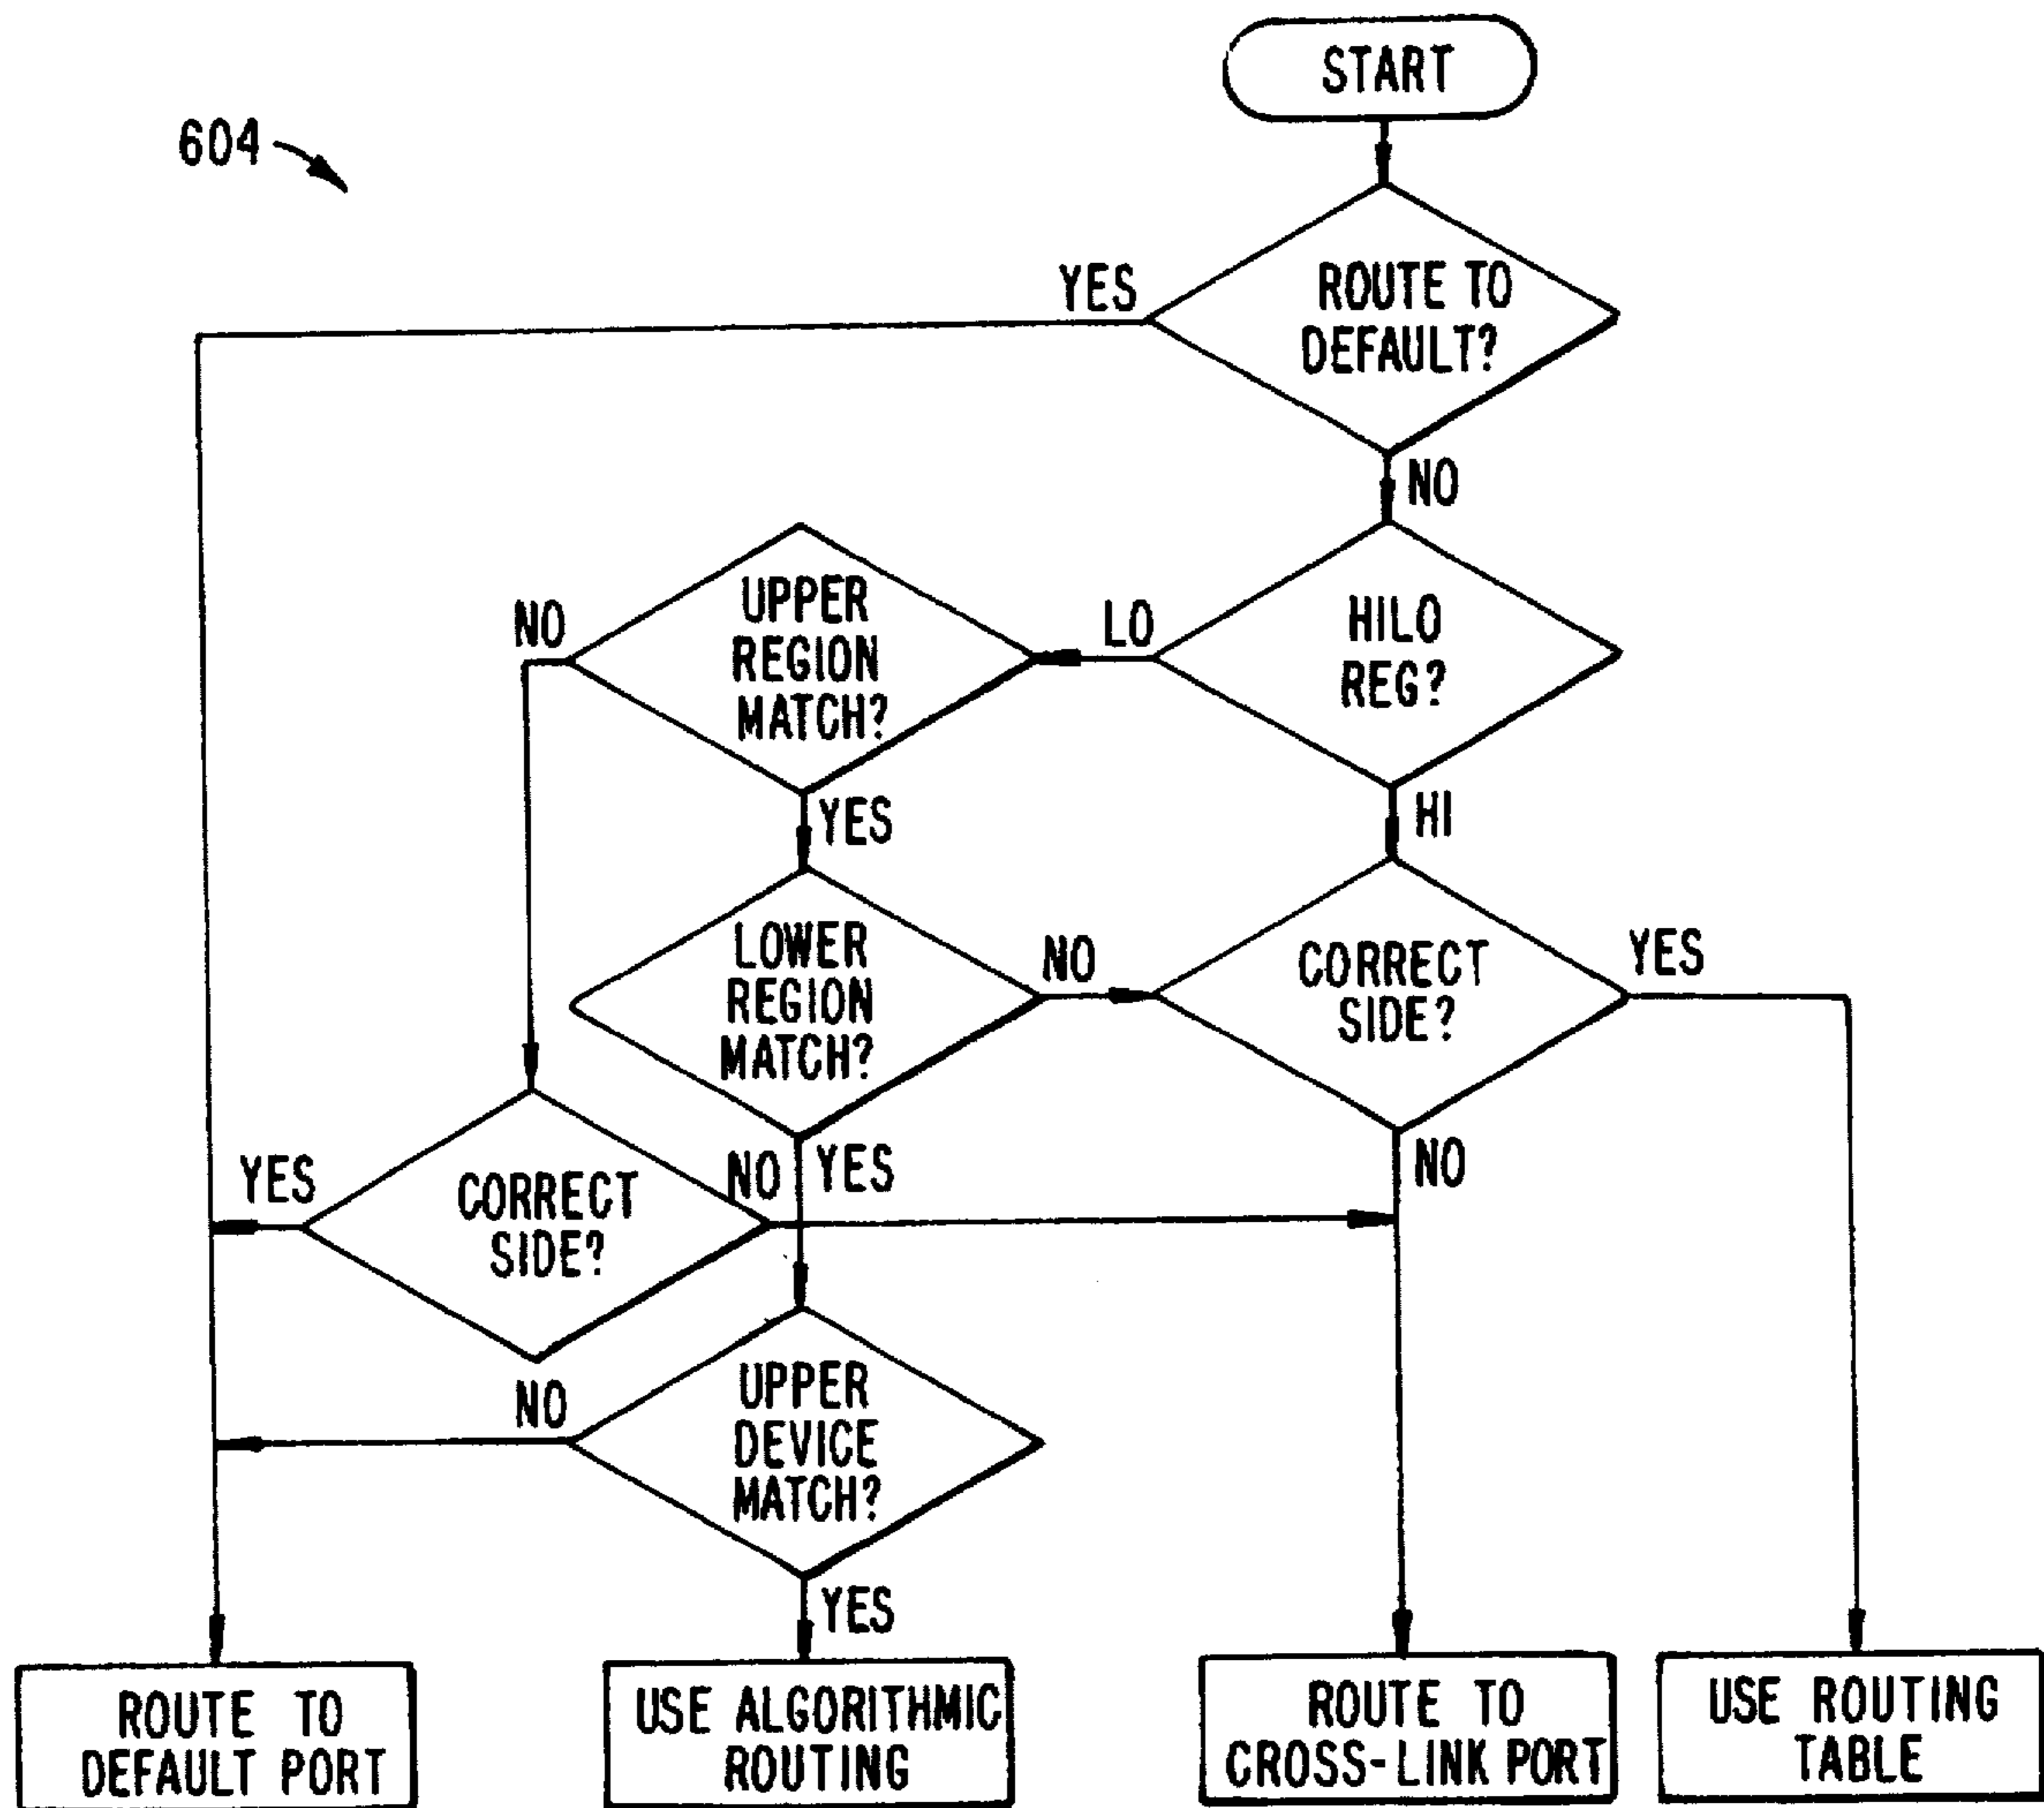 START
604
YES
ROUTE TO
DEFAULT?
NO
NO
UPPER
REGION
MATCH?
LO
HILO
REG?
YES
HI
LOWER
REGION
MATCH?
NO
CORRECT
SIDE?
YES
YES
CORRECT
SIDE?
NO
YES
NO
NO
UPPER
DEVICE
MATCH?
YES
ROUTE TO
DEFAULT PORT
USE ALGORITHMIC
ROUTING
ROUTE TO
CROSS-LINK PORT
USE ROUTING
TABLE